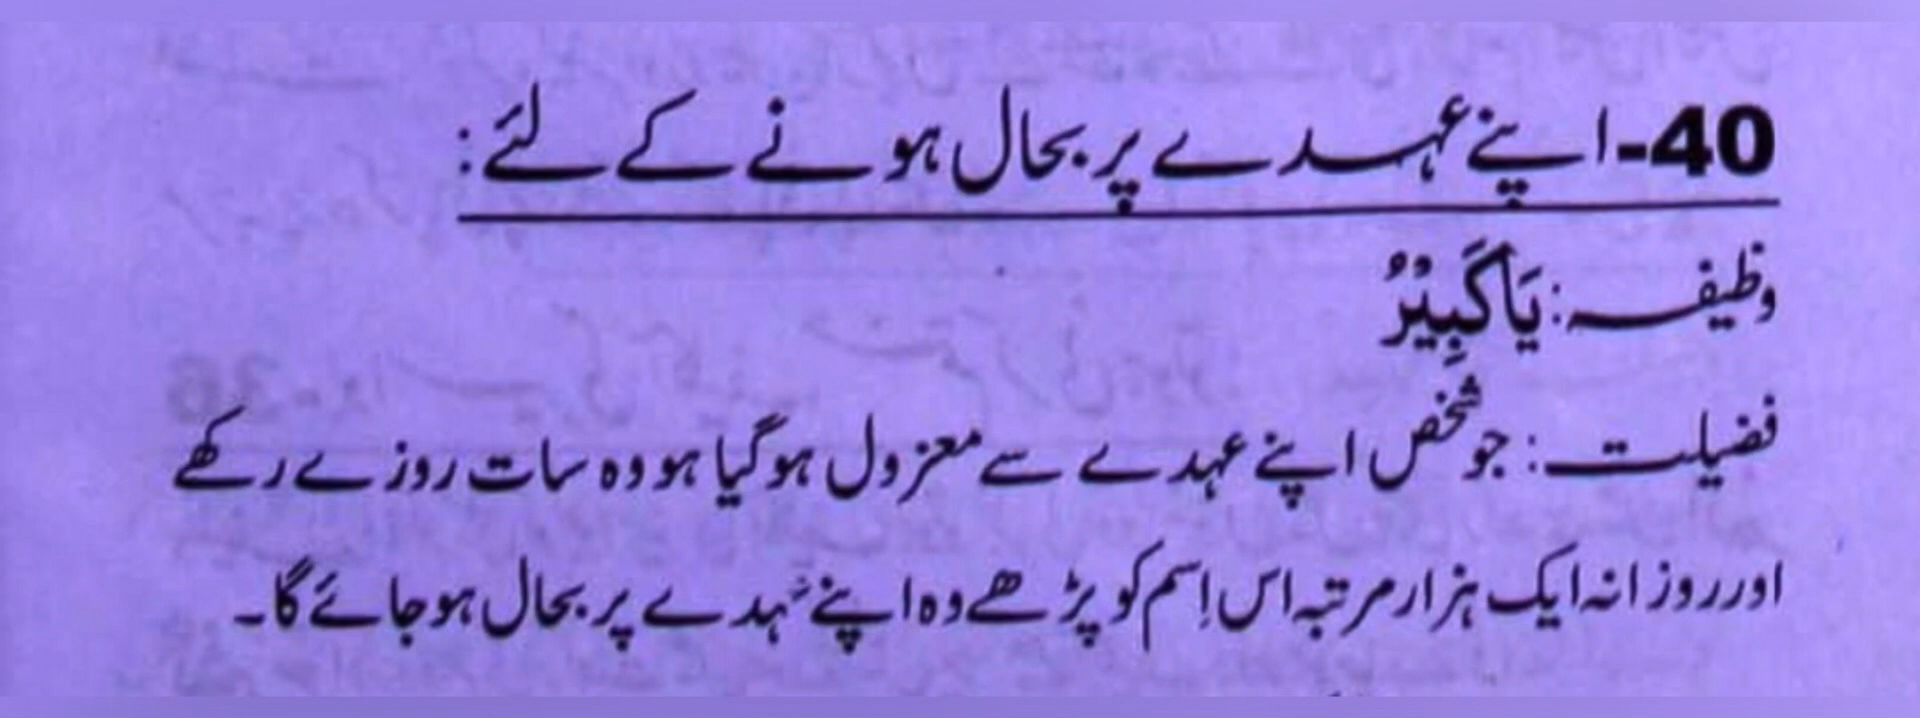 40-اپنے عہدے پر بحال ہونے کے لئے:
وظیفہ: یَاکَبِیْرُ
فضیلت: جو شخص اپنے عہدے سے معزول ہوگیا ہو وہ سات روزے رکھے
اور روزانہ ایک ہزار مرتبہ اس اِسم کو پڑھے وہ اپنے عہدے پر بحال ہو جائے گا۔